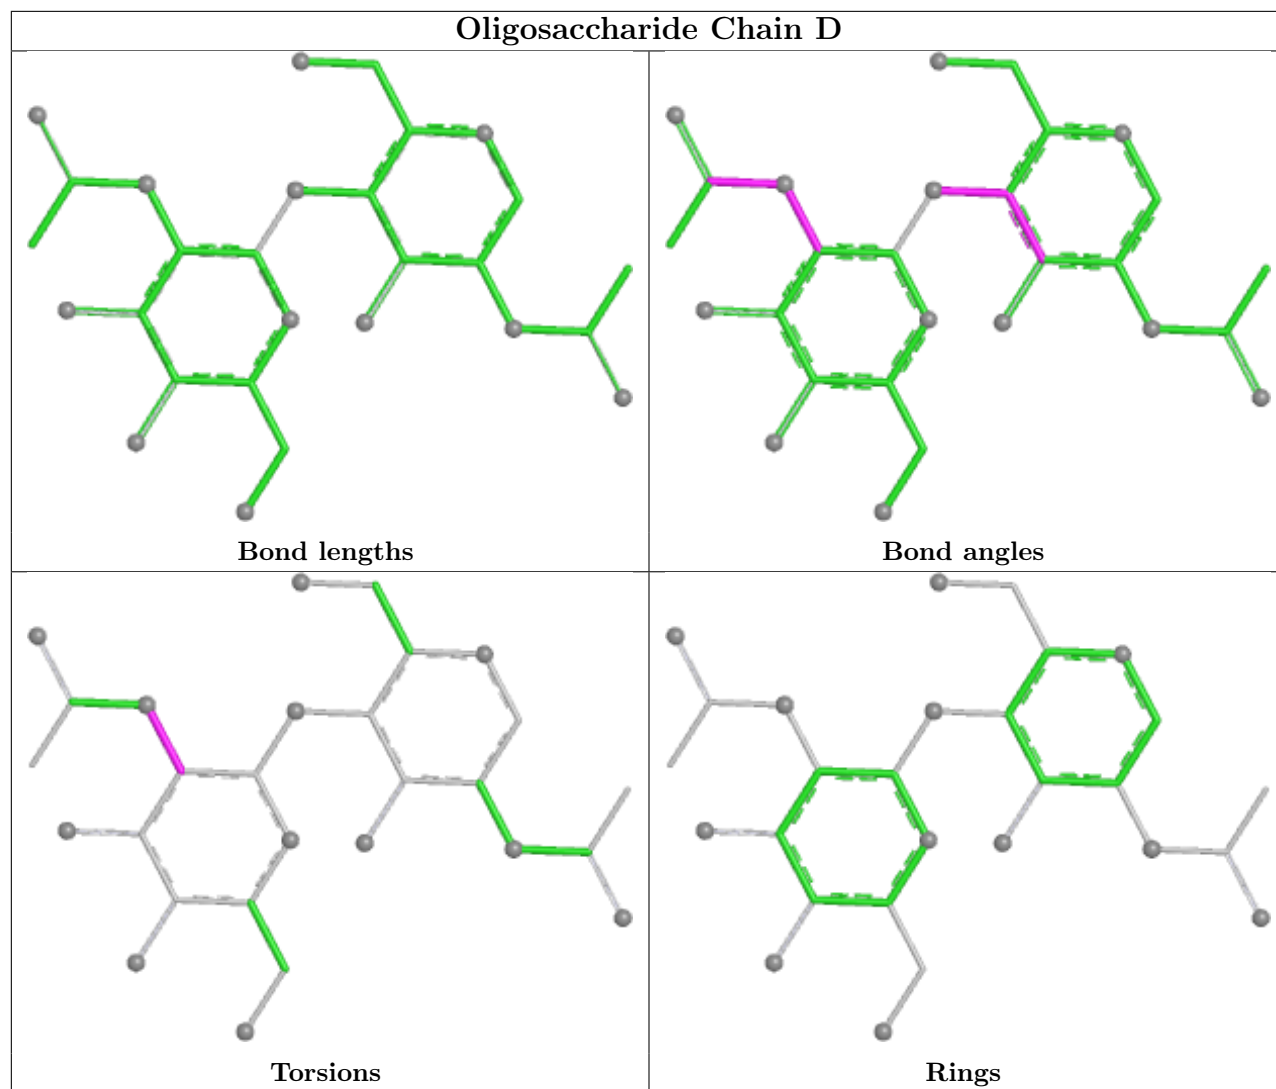 Oligosaccharide Chain D
Bond lengths
Bond angles
Torsions
Rings